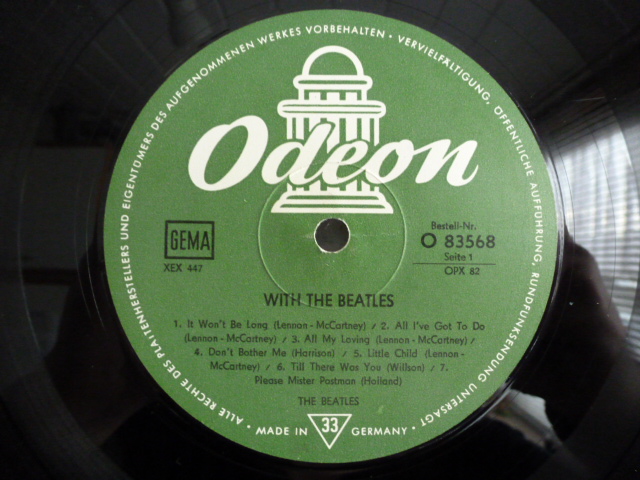 ALLE RECHTE DES PLATTENHERSTELLERS UND EIGENTÜMERS DES AUFGENOMMENEN WERKES VORBEHALTEN • VERVIELFÄLTIGUNG, ÖFFENTLICHE AUFFÜHRUNG, RUNDFUNKSENDUNG UNTERSAGT •
Odeon
GEMA
XEX 447
Bestell-Nr.
O 83568
Seite 1
OPX 82
WITH THE BEATLES
1. It Won't Be Long (Lennon - McCartney) / 2. All I've Got To Do
(Lennon - McCartney) / 3. All My Loving (Lennon - McCartney) /
4. Don't Bother Me (Harrison) / 5. Little Child (Lennon -
McCartney) / 6. Till There Was You (Willson) / 7.
Please Mister Postman (Holland)
THE BEATLES
MADE IN 33 GERMANY